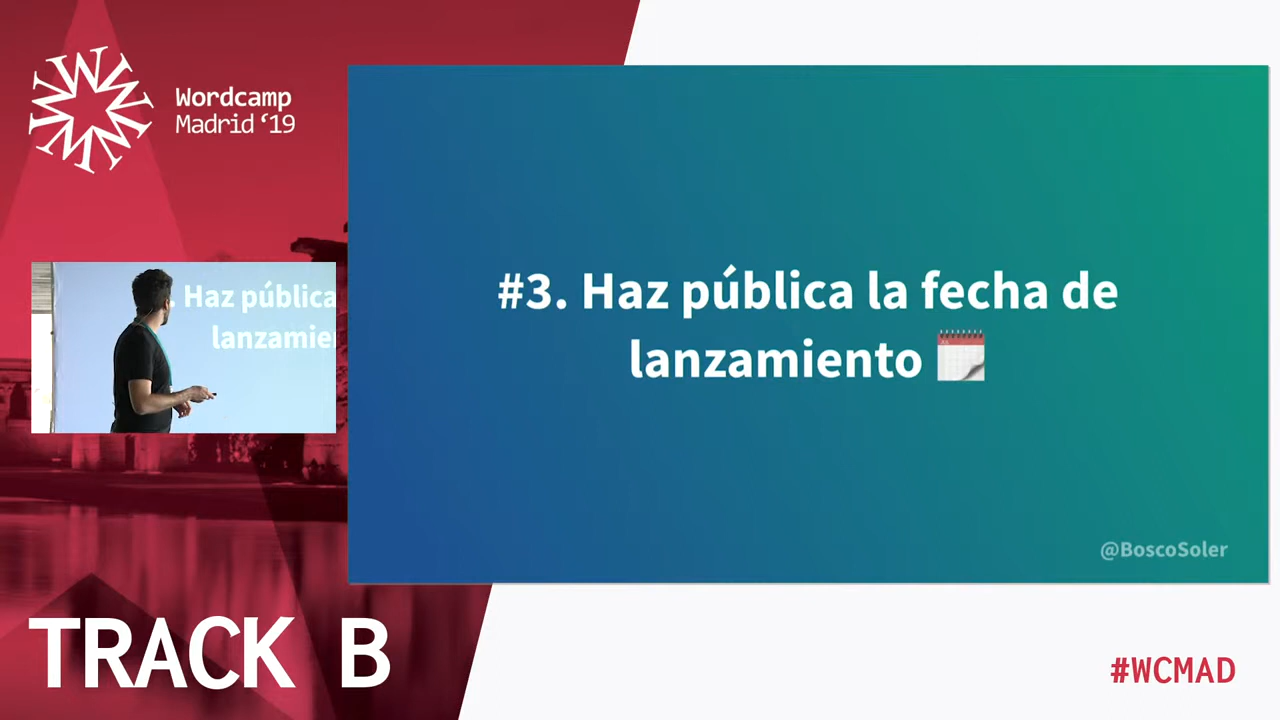 Wordcamp
Madrid ‘19
. Haz pública
lanzamien
#3. Haz pública la fecha de
lanzamiento
@BoscoSoler
TRACK B
#WCMAD